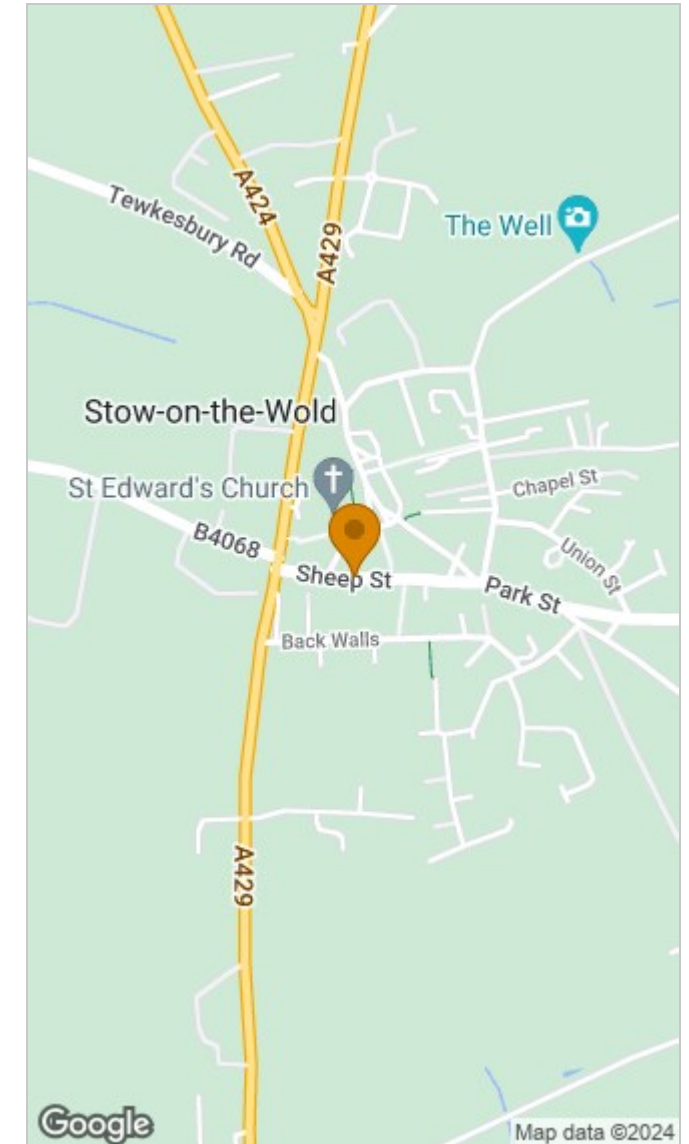 A424
A429
Tewkesbury Rd
The Well
Stow-on-the-Wold
St Edward's Church
Chapel St
B4068
Union St
Sheep St
Park St
Back Walls
A429
Google
Map data ©2024